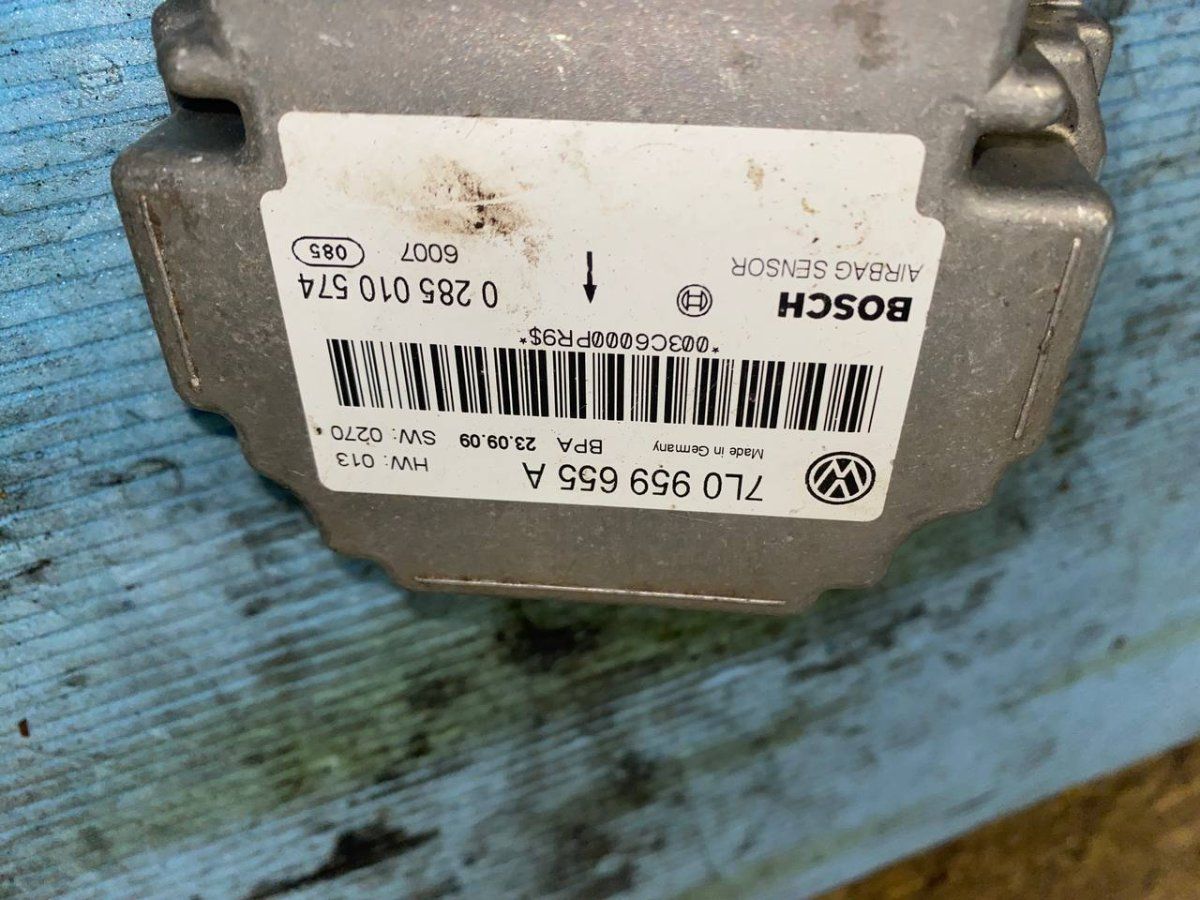 7L0 959 655 A HW: 013
Made in Germany BPA 23.09.09 SW: 0270
*003C6000PR9$*
BOSCH 0 285 010 574
AIRBAG SENSOR 6007 085